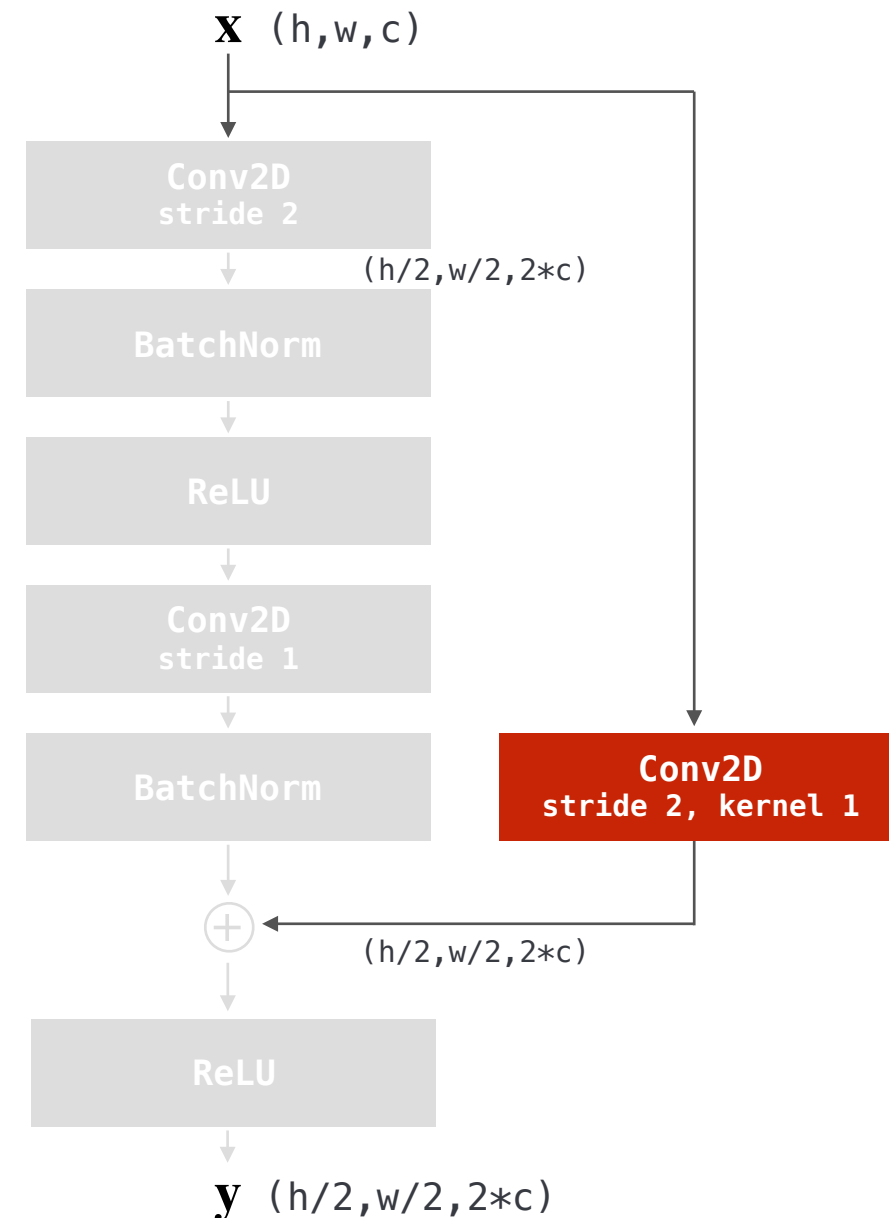 x (h,w,c)
Conv2D
stride 2
(h/2,w/2,2*c)
BatchNorm
ReLU
Conv2D
stride 1
BatchNorm
Conv2D
stride 2, kernel 1
+
(h/2,w/2,2*c)
ReLU
y (h/2,w/2,2*c)